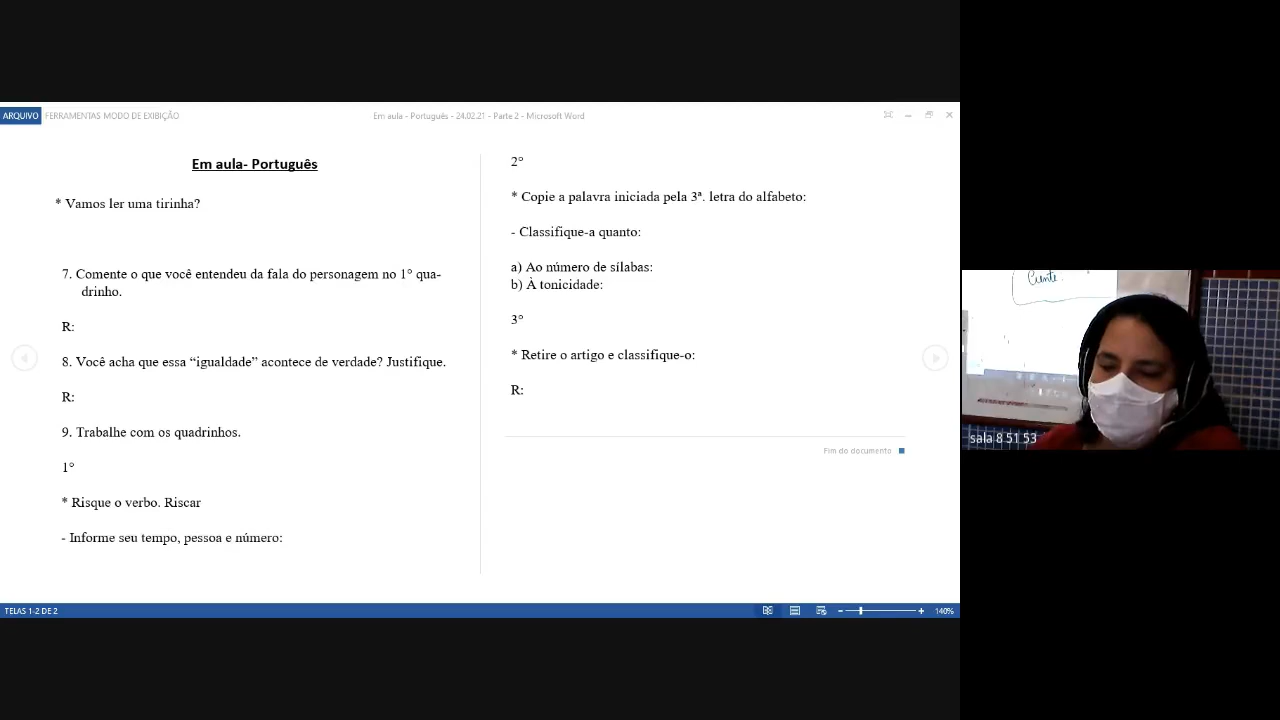 ARQUIVO FERRAMENTAS MODO DE EXIBIÇÃO
Em aula - Português - 24.02.21 - Parte 2 - Microsoft Word
Em aula- Português
* Vamos ler uma tirinha?
7. Comente o que você entendeu da fala do personagem no 1° qua-
drinho.
R:
8. Você acha que essa “igualdade” acontece de verdade? Justifique.
R:
9. Trabalhe com os quadrinhos.
1°
* Risque o verbo. Riscar
- Informe seu tempo, pessoa e número:
2°
* Copie a palavra iniciada pela 3ª. letra do alfabeto:
- Classifique-a quanto:
a) Ao número de sílabas:
b) À tonicidade:
3°
* Retire o artigo e classifique-o:
R:
Fim do documento
TELAS 1-2 DE 2
140%
Ciente
sala 8 51 53